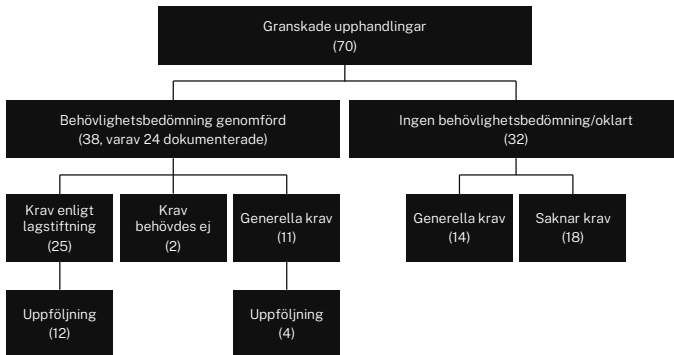 Granskade upphandlingar
(70)
Behövlighetsbedömning genomförd
(38, varav 24 dokumenterade)
Ingen behövlighetsbedömning/oklart
(32)
Krav enligt
lagstiftning
(25)
Krav
behövdes ej
(2)
Generella krav
(11)
Generella krav
(14)
Saknar krav
(18)
Uppföljning
(12)
Uppföljning
(4)